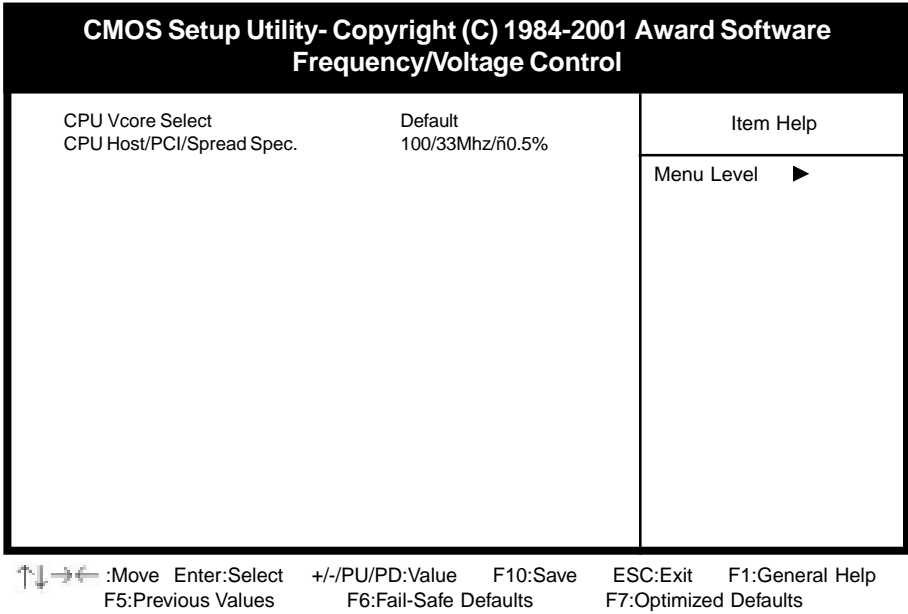 CMOS Setup Utility- Copyright (C) 1984-2001 Award Software
Frequency/Voltage Control
CPU Vcore Select Default
CPU Host/PCI/Spread Spec. 100/33Mhz/ñ0.5%
Item Help
Menu Level ▶
↑↓→← :Move Enter:Select +/-/PU/PD:Value F10:Save ESC:Exit F1:General Help
F5:Previous Values F6:Fail-Safe Defaults F7:Optimized Defaults